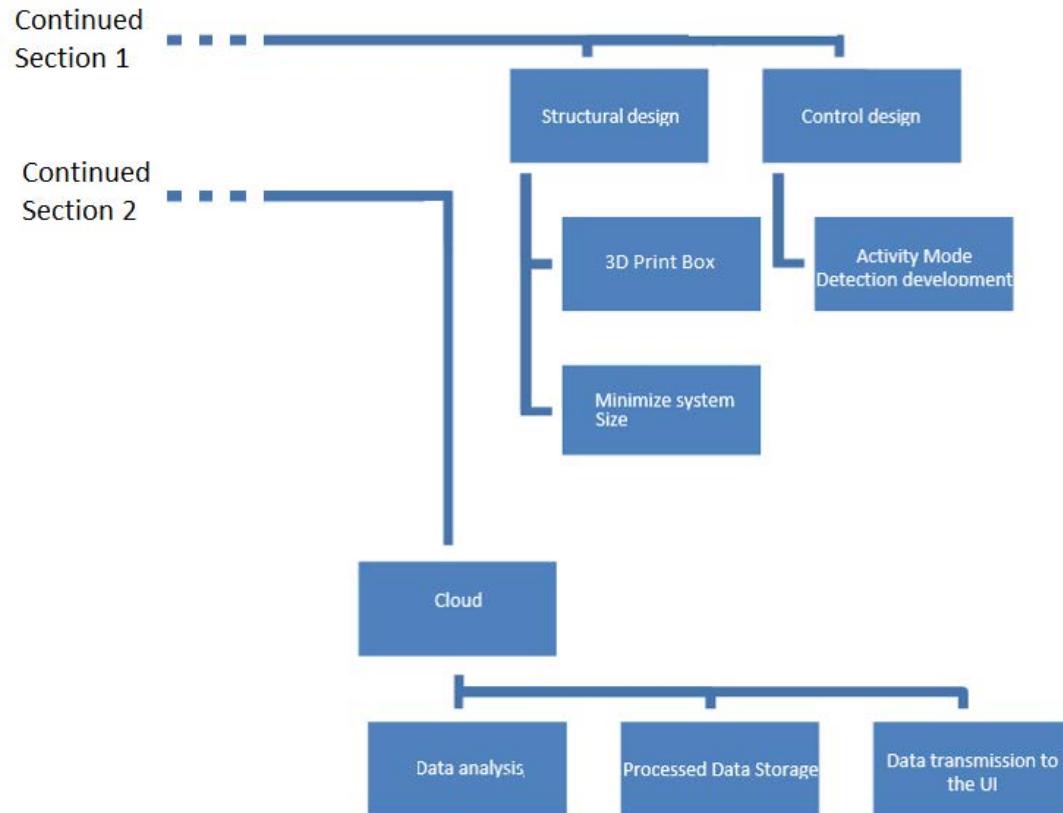 Continued
Section 1
Structural design
Control design
Continued
Section 2
3D Print Box
Activity Mode
Detection development
Minimize system
Size
Cloud
Data analysis
Processed Data Storage
Data transmission to
the UI